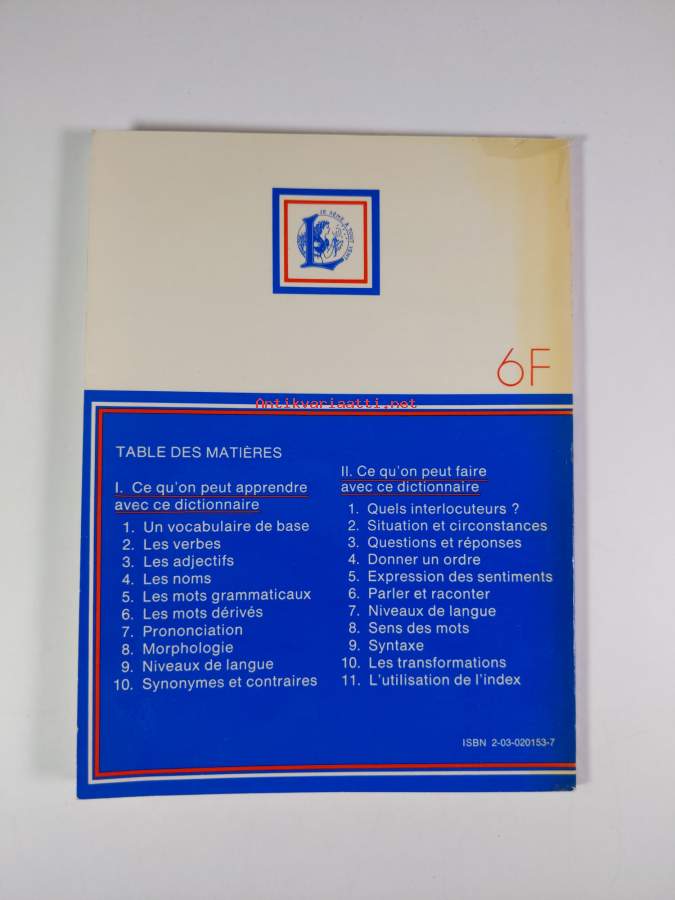 JE SÈME À TOUT VENT
L
6F
Antikvariaatti.net
TABLE DES MATIÈRES
I. Ce qu'on peut apprendre
avec ce dictionnaire
1. Un vocabulaire de base
2. Les verbes
3. Les adjectifs
4. Les noms
5. Les mots grammaticaux
6. Les mots dérivés
7. Prononciation
8. Morphologie
9. Niveaux de langue
10. Synonymes et contraires
II. Ce qu'on peut faire
avec ce dictionnaire
1. Quels interlocuteurs ?
2. Situation et circonstances
3. Questions et réponses
4. Donner un ordre
5. Expression des sentiments
6. Parler et raconter
7. Niveaux de langue
8. Sens des mots
9. Syntaxe
10. Les transformations
11. L'utilisation de l'index
ISBN 2-03-020153-7